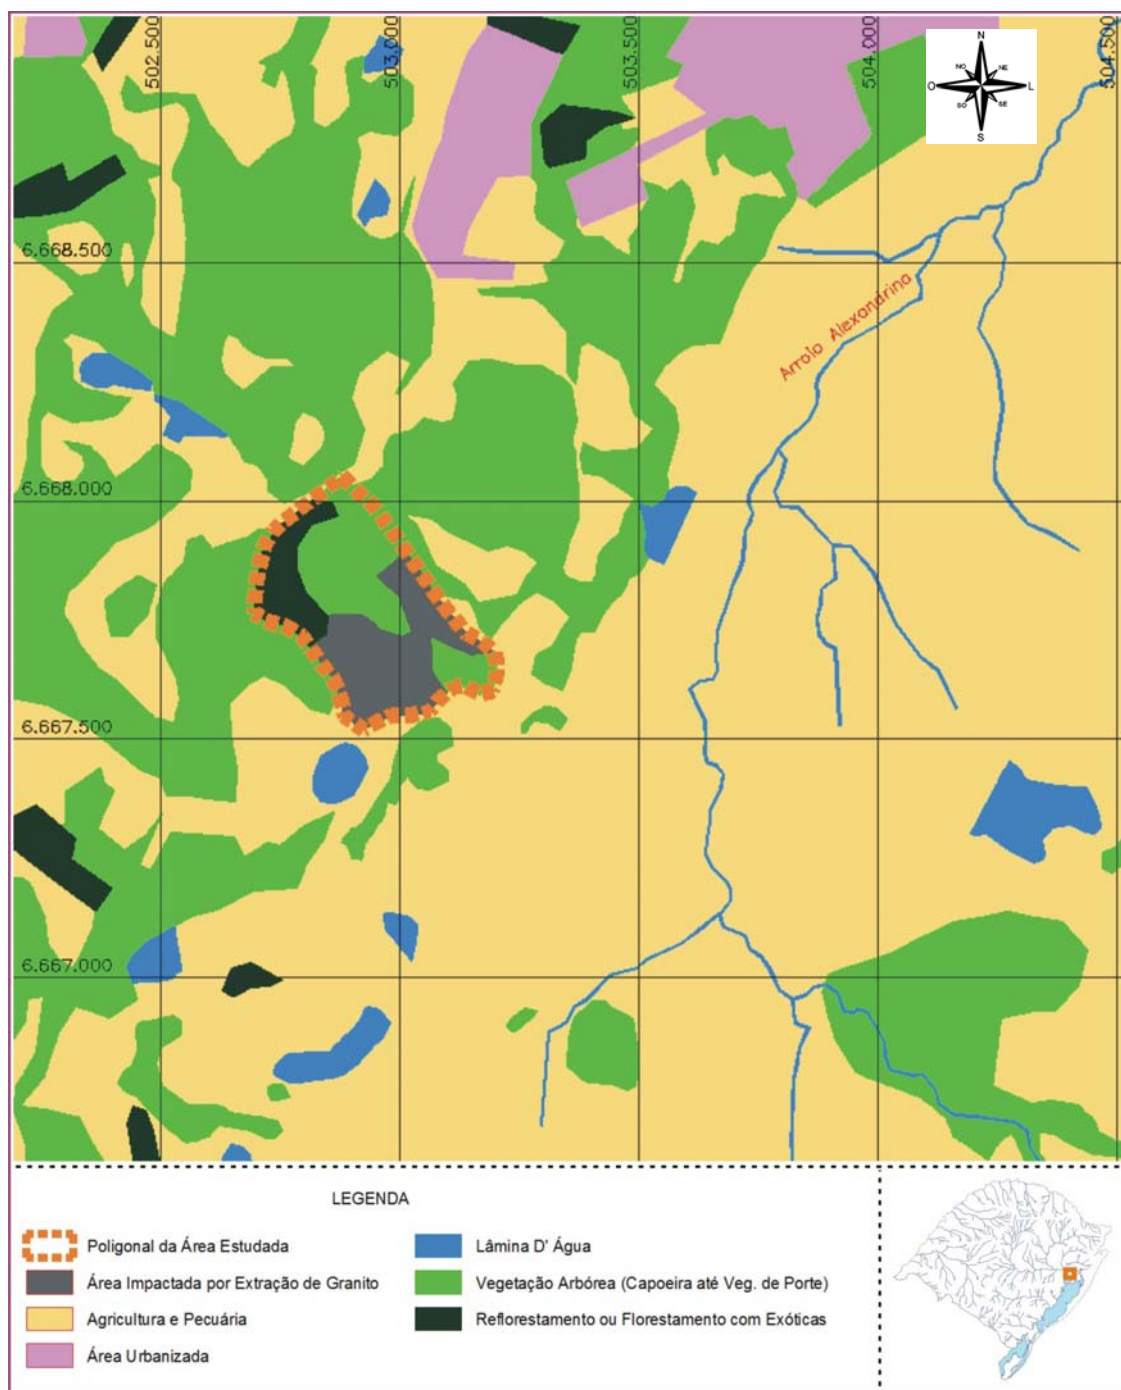 502.500
503.000
503.500
504.000
504.500
N
NO
NE
O
L
SO
SE
S
6.668.500
Arroio Alexandrina
6.668.000
6.667.500
6.667.000
LEGENDA
Poligonal da Área Estudada
Lâmina D' Água
Área Impactada por Extração de Granito
Vegetação Arbórea (Capoeira até Veg. de Porte)
Agricultura e Pecuária
Reflorestamento ou Florestamento com Exóticas
Área Urbanizada